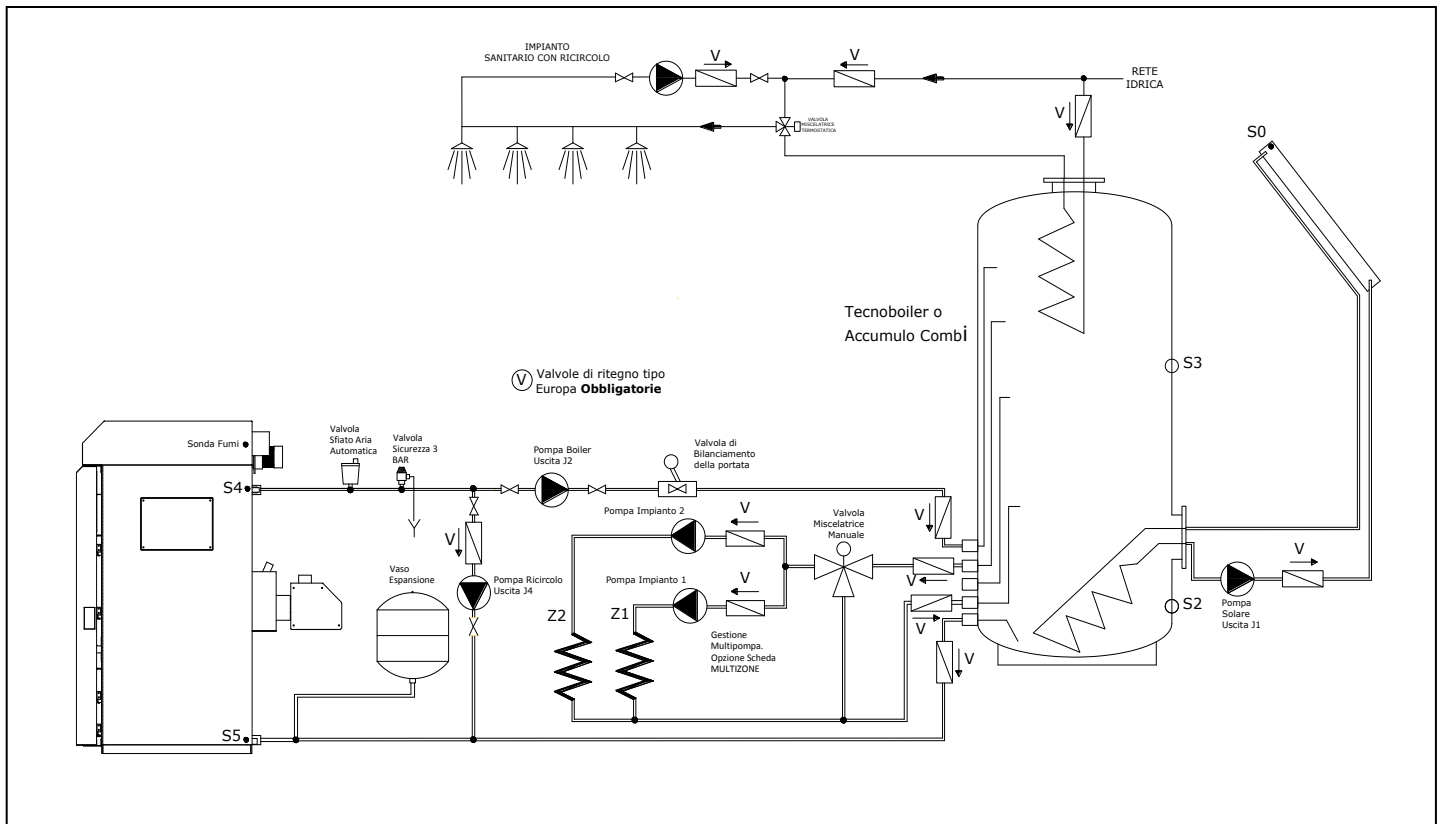 IMPIANTO
SANITARIO CON RICIRCOLO
V
V
RETE
IDRICA
V
VALVOLA
MISCELATRICE
TERMOSTATICA
S0
Tecnoboiler o
Accumulo Combi
S3
V
Valvole di ritegno tipo
Europa Obbligatorie
Sonda Fumi
Valvola
Sfiato Aria
Automatica
Valvola
Sicurezza 3
BAR
Pompa Boiler
Uscita J2
Valvola di
Bilanciamento
della portata
S4
V
V
Pompa Impianto 2
V
Valvola
Miscelatrice
Manuale
Vaso
Espansione
Pompa Ricircolo
Uscita J4
Pompa Impianto 1
V
V
V
Z2
Z1
Gestione
Multipompa.
Opzione Scheda
MULTIZONE
V
V
S2
Pompa
Solare
Uscita J1
S5